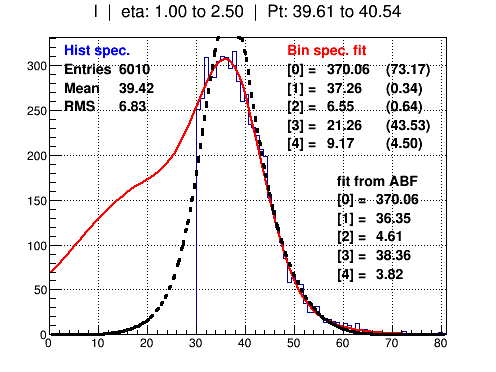 I | eta: 1.00 to 2.50 | Pt: 39.61 to 40.54
Hist spec.
Entries 6010
Mean 39.42
RMS 6.83
Bin spec. fit
[0] = 370.06 (73.17)
[1] = 37.26 (0.34)
[2] = 6.55 (0.64)
[3] = 21.26 (43.53)
[4] = 9.17 (4.50)
fit from ABF
[0] = 370.06
[1] = 36.35
[2] = 4.61
[3] = 38.36
[4] = 3.82
300
250
200
150
100
50
0
0 10 20 30 40 50 60 70 80